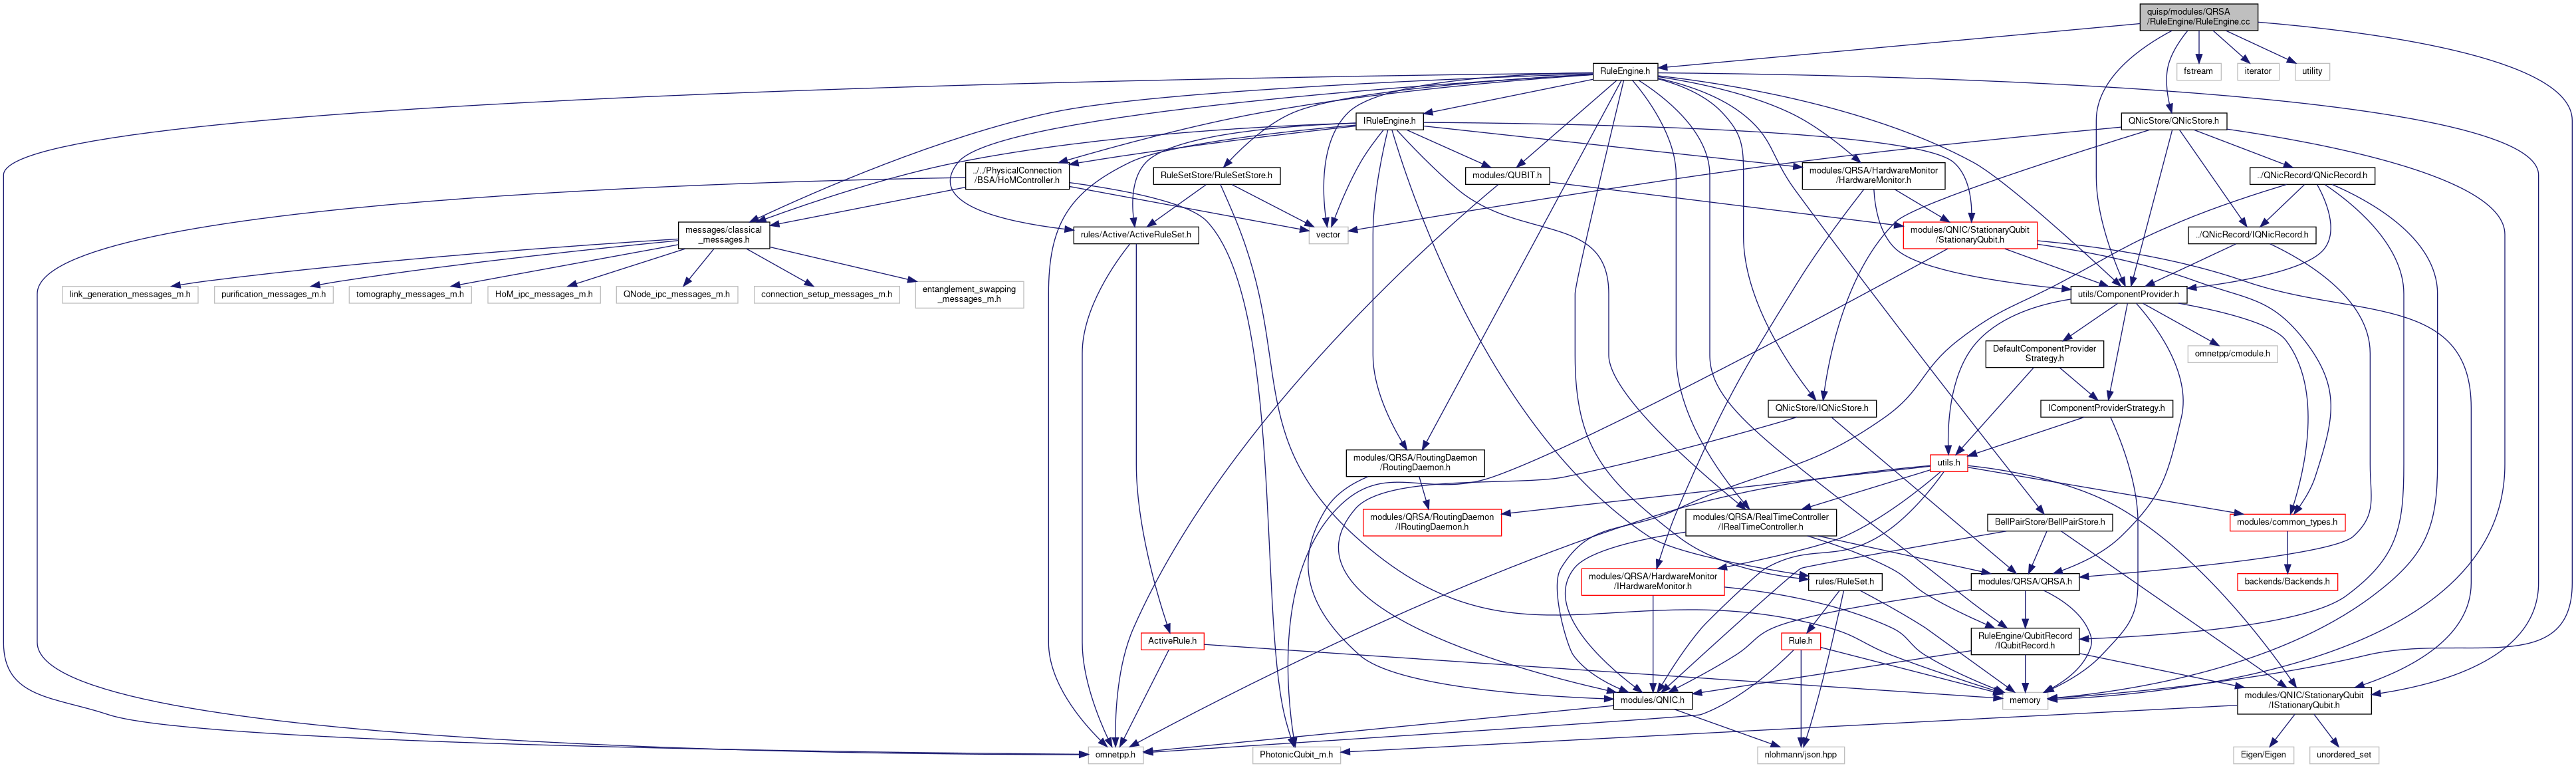 quisp/modules/QRSA
/RuleEngine/RuleEngine.cc
RuleEngine.h
fstream
iterator
utility
IRuleEngine.h
QNicStore/QNicStore.h
../../PhysicalConnection
/BSA/HoMController.h
RuleSetStore/RuleSetStore.h
modules/QUBIT.h
modules/QRSA/HardwareMonitor
/HardwareMonitor.h
../QNicRecord/QNicRecord.h
messages/classical
_messages.h
rules/Active/ActiveRuleSet.h
vector
modules/QNIC/StationaryQubit
/StationaryQubit.h
../QNicRecord/IQNicRecord.h
link_generation_messages_m.h
purification_messages_m.h
tomography_messages_m.h
HoM_ipc_messages_m.h
QNode_ipc_messages_m.h
connection_setup_messages_m.h
entanglement_swapping
_messages_m.h
utils/ComponentProvider.h
DefaultComponentProvider
Strategy.h
omnetpp/cmodule.h
QNicStore/IQNicStore.h
IComponentProviderStrategy.h
modules/QRSA/RoutingDaemon
/RoutingDaemon.h
utils.h
modules/QRSA/RoutingDaemon
/IRoutingDaemon.h
modules/QRSA/RealTimeController
/IRealTimeController.h
BellPairStore/BellPairStore.h
modules/common_types.h
modules/QRSA/HardwareMonitor
/IHardwareMonitor.h
rules/RuleSet.h
modules/QRSA/QRSA.h
backends/Backends.h
ActiveRule.h
Rule.h
RuleEngine/QubitRecord
/IQubitRecord.h
modules/QNIC.h
memory
modules/QNIC/StationaryQubit
/IStationaryQubit.h
omnetpp.h
PhotonicQubit_m.h
nlohmann/json.hpp
Eigen/Eigen
unordered_set